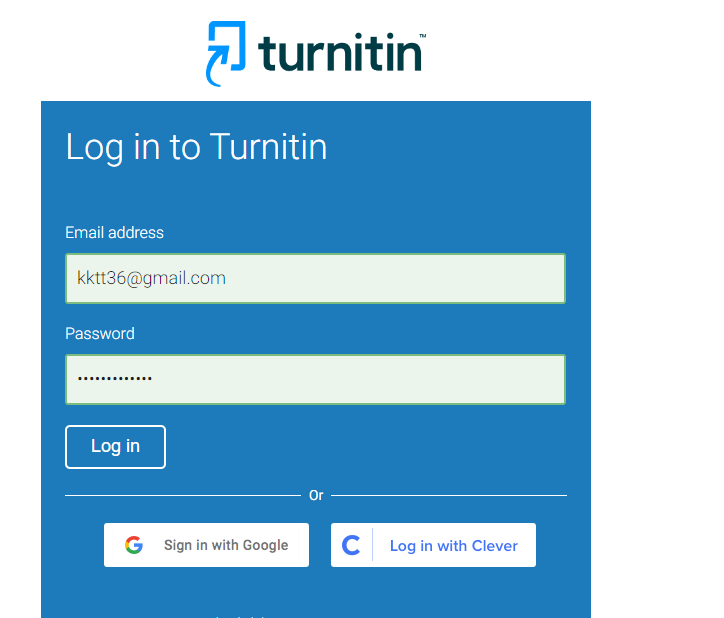 turnitin™
Log in to Turnitin
Email address
kktt36@gmail.com
Password
•••••••••••••
Log in
Or
Sign in with Google
Log in with Clever